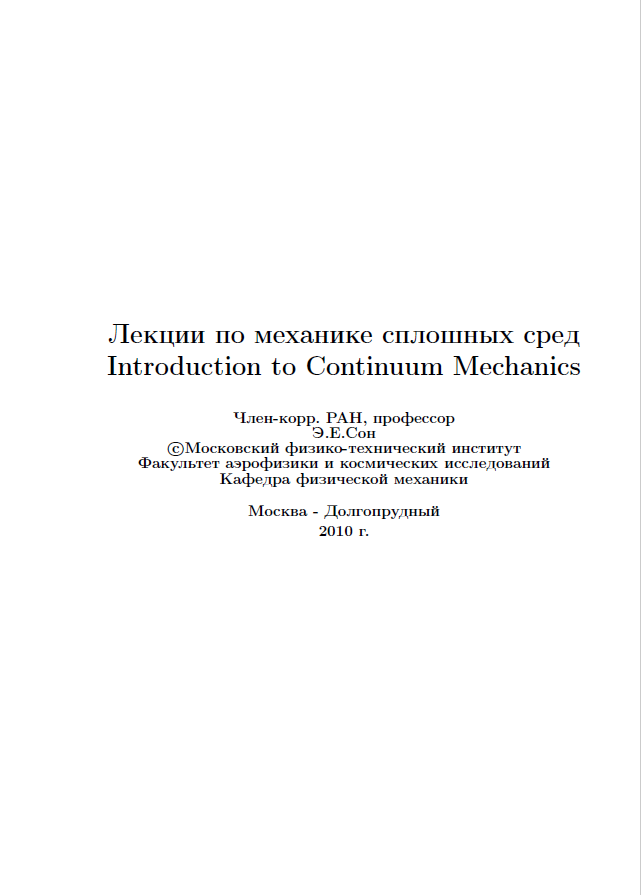 Лекции по механике сплошных сред
Introduction to Continuum Mechanics
Член-корр. РАН, профессор
Э.Е.Сон
©Московский физико-технический институт
Факультет аэрофизики и космических исследований
Кафедра физической механики
Москва - Долгопрудный
2010 г.